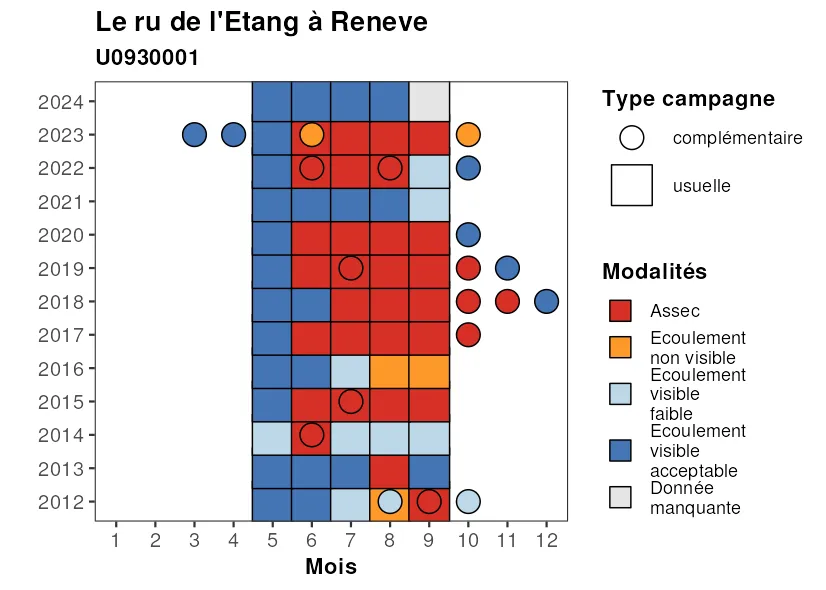 Le ru de l'Etang à Reneve
U0930001
2024
2023
2022
2021
2020
2019
2018
2017
2016
2015
2014
2013
2012
1 2 3 4 5 6 7 8 9 10 11 12
Mois
Type campagne
complémentaire
usuelle
Modalités
Assec
Ecoulement
non visible
Ecoulement
visible
faible
Ecoulement
visible
acceptable
Donnée
manquante